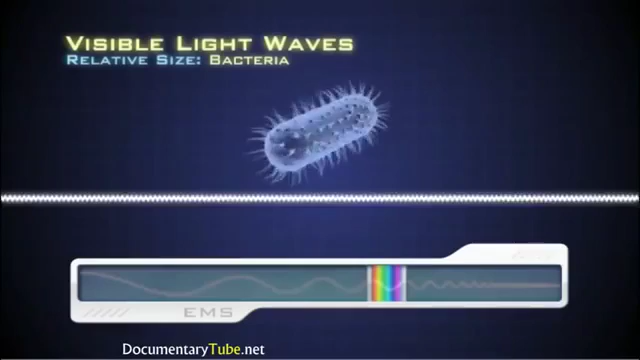 Visible Light Waves
Relative Size: Bacteria
EMS
DocumentaryTube.net